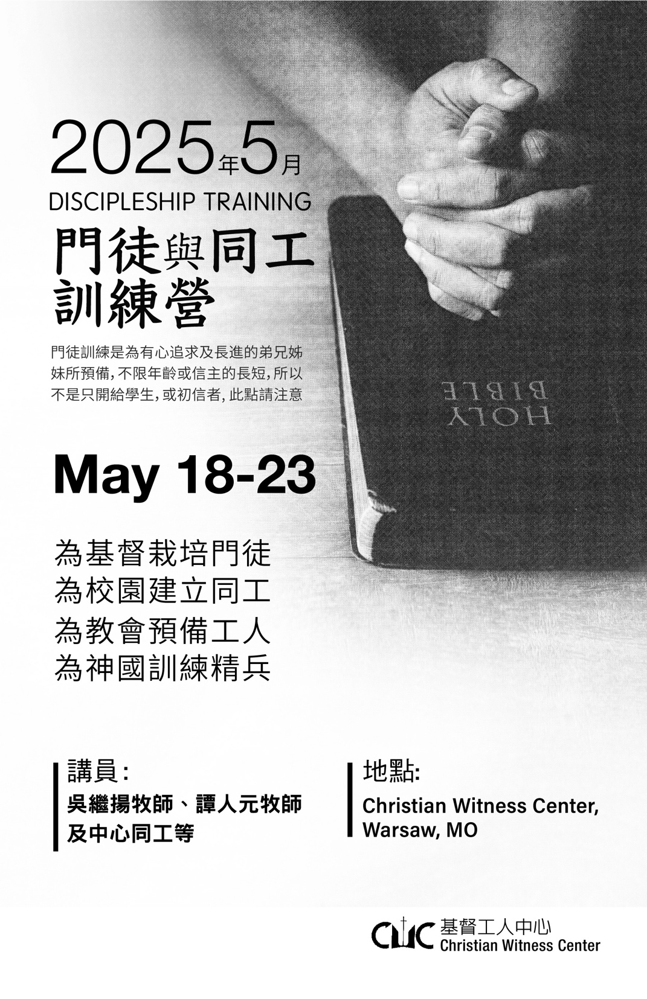 2025年5月
DISCIPLESHIP TRAINING
門徒與同工
訓練營
門徒訓練是為有心追求及長進的弟兄姊
妹所預備，不限年齡或信主的長短，所以
不是只開給學生，或初信者，此點請注意
HOLY
BIBLE
May 18-23
為基督栽培門徒
為校園建立同工
為教會預備工人
為神國訓練精兵
講員：
吳繼揚牧師、譚人元牧師
及中心同工等
地點:
Christian Witness Center,
Warsaw, MO
CWC 基督工人中心
Christian Witness Center